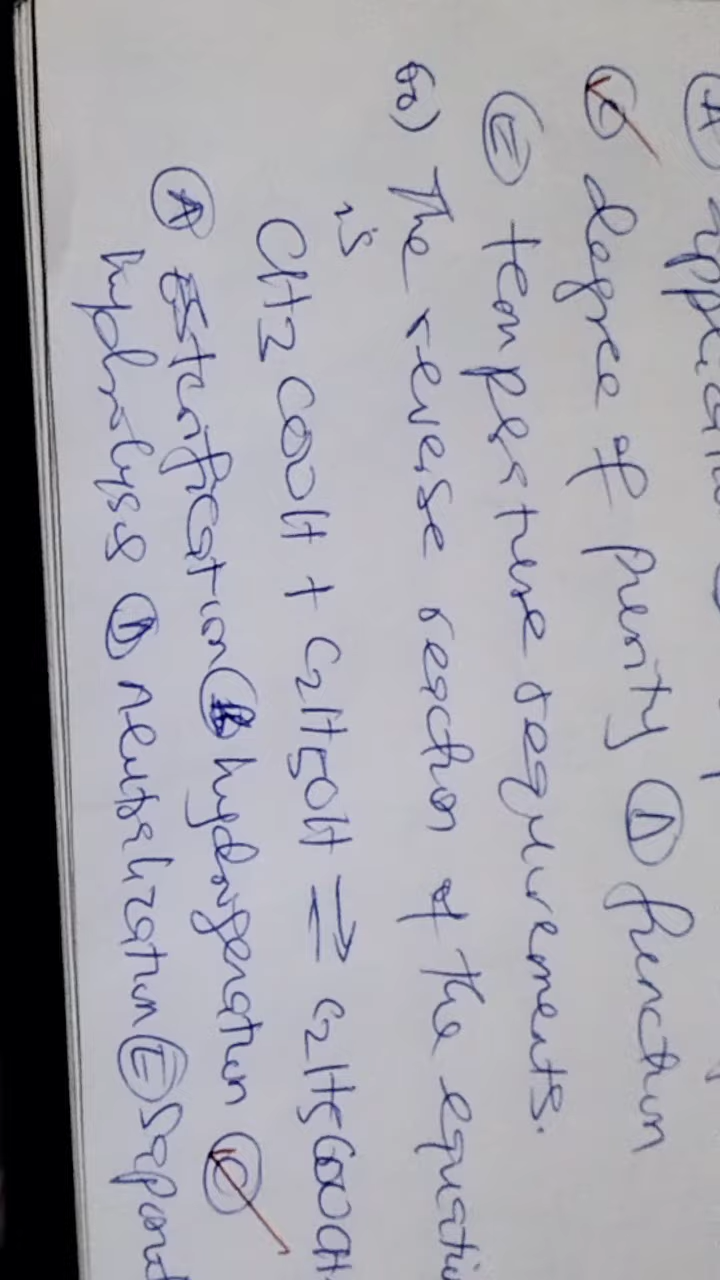 (A) applica
(C) degree of purity (D) function
(E) temperature requirements.
60) The reverse reaction of the equati
is
CH3COOH + C2H5OH ⇌ C2H5COOCH
(A) Esterification (B) hydrogenation (C)
hydrolysis (D) neutralization (E) Saponi